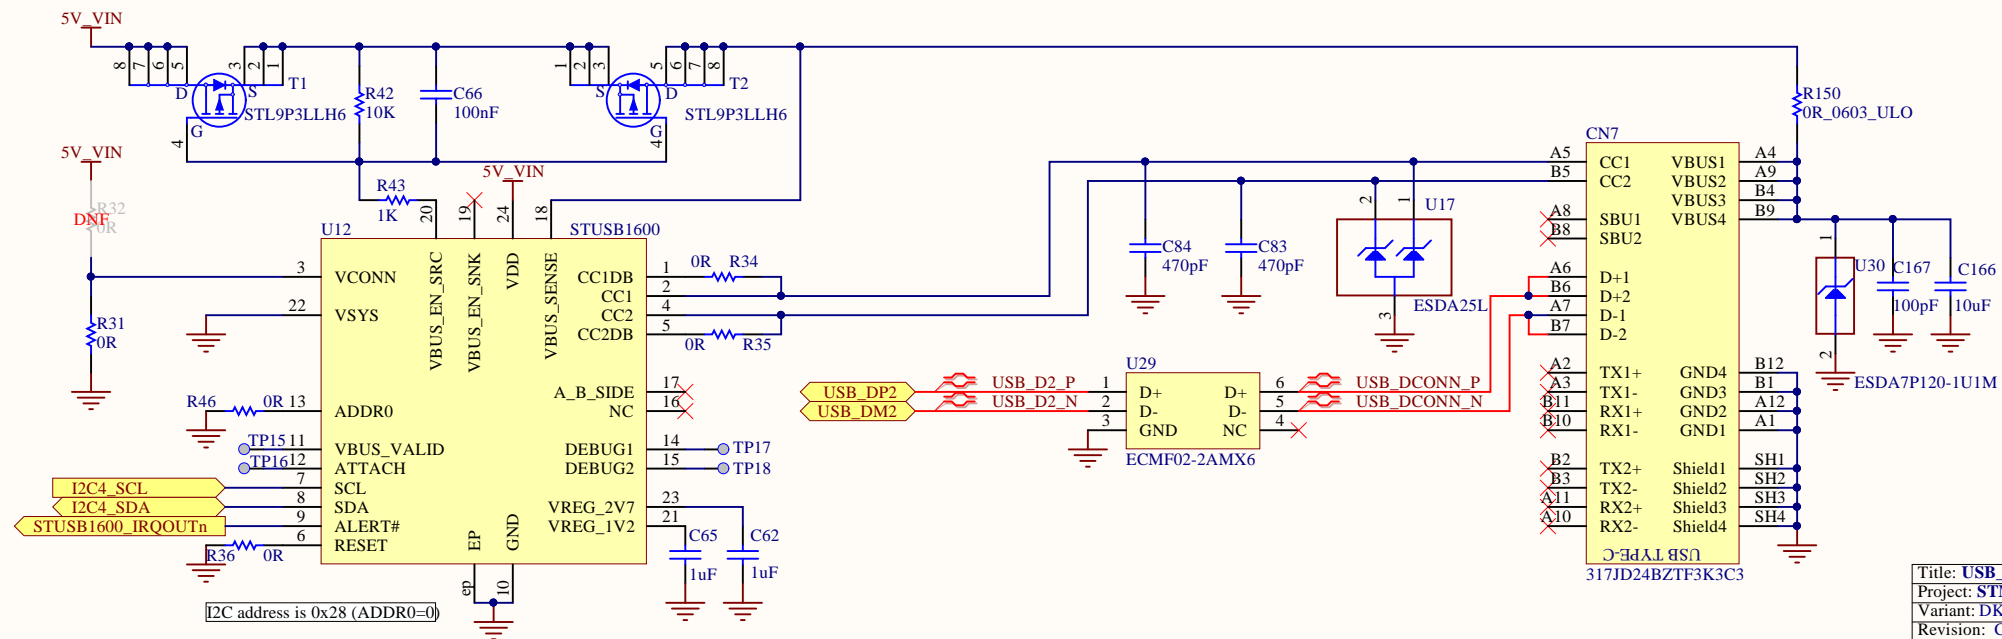 5V_VIN
8 7 6 5 3 2 1 T1
1 2 3 5 6 7 8 T2
D S
S D
STL9P3LLH6
STL9P3LLH6
G
G
4
4
R42
10K
C66
100nF
R150
0R_0603_ULO
5V_VIN
R32
DNF
0R
R43
1K
5V_VIN
20
19
24
18
U12
STUSB1600
3 VCONN
22 VSYS
13 ADDR0
11 VBUS_VALID
12 ATTACH
7 SCL
8 SDA
9 ALERT#
6 RESET
VBUS_EN_SRC
VBUS_EN_SNK
VDD
VBUS_SENSE
CC1DB 1
CC1 2
CC2 4
CC2DB 5
A_B_SIDE 17
NC 16
DEBUG1 14
DEBUG2 15
VREG_2V7 23
VREG_1V2 21
EP
GND
ep
10
R31
0R
R46 0R
TP15
TP16
I2C4_SCL
I2C4_SDA
STUSB1600_IRQOUTn
R36 0R
I2C address is 0x28 (ADDR0=0)
0R R34
0R R35
TP17
TP18
C65
1uF
C62
1uF
C84
470pF
C83
470pF
2
1
U17
3
ESDA25L
USB_DP2
USB_DM2
USB_D2_P
USB_D2_N
U29
1 D+ D+ 6
2 D- D- 5
3 GND NC 4
ECMF02-2AMX6
USB_DCONN_P
USB_DCONN_N
CN7
A5 CC1 VBUS1 A4
B5 CC2 VBUS2 A9
VBUS3 B4
A8 SBU1 VBUS4 B9
B8 SBU2
A6 D+1
B6 D+2
A7 D-1
B7 D-2
A2 TX1+ GND4 B12
A3 TX1- GND3 B1
B11 RX1+ GND2 A12
B10 RX1- GND1 A1
B2 TX2+ Shield1 SH1
B3 TX2- Shield2 SH2
A11 RX2+ Shield3 SH3
A10 RX2- Shield4 SH4
USB TYPE-C
317JD24BZTF3K3C3
1
U30
2
ESDA7P120-1U1M
C167
100pF
C166
10uF
Title: USB_
Project: STM
Variant: DK
Revision: C